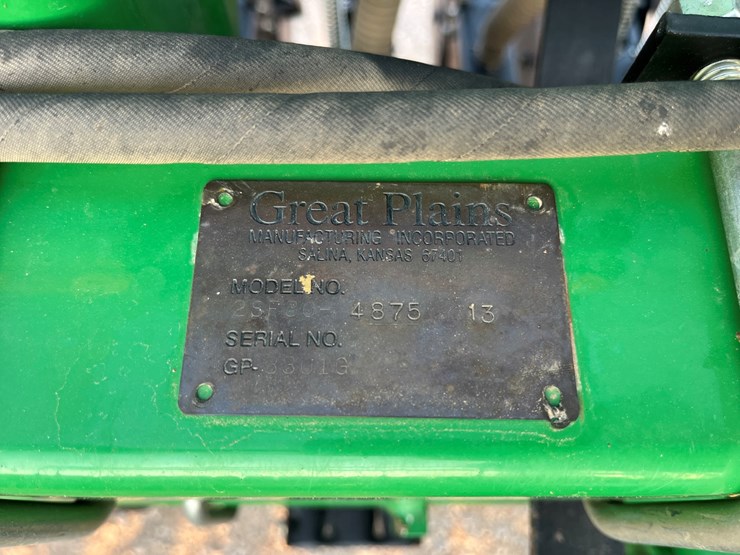 Great Plains
MANUFACTURING INCORPORATED
SALINA, KANSAS 67401
MODEL NO.
4875 13
SERIAL NO.